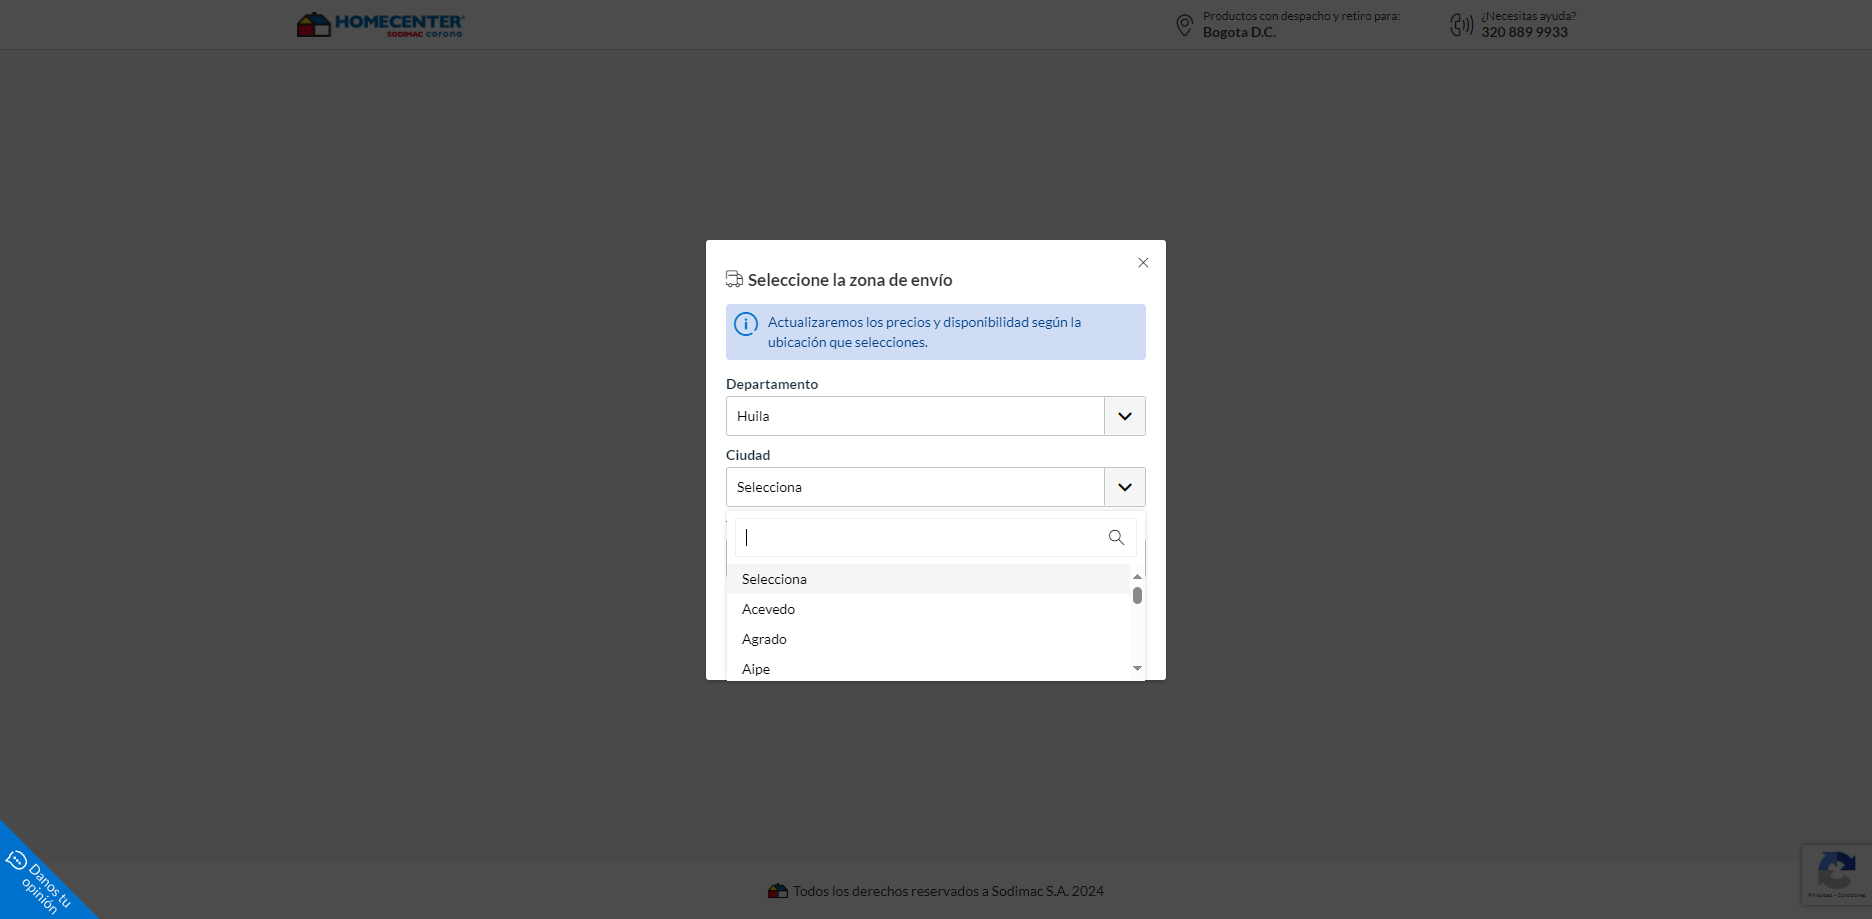 HOMECENTER
SODIMAC corona
Productos con despacho y retiro para:
Bogota D.C.
¿Necesitas ayuda?
320 889 9933
Seleccione la zona de envío
Actualizaremos los precios y disponibilidad según la
ubicación que selecciones.
Departamento
Huila
Ciudad
Selecciona
Selecciona
Acevedo
Agrado
Aipe
Danos tu
opinión
Todos los derechos reservados a Sodimac S.A. 2024
Privacidad - Condiciones